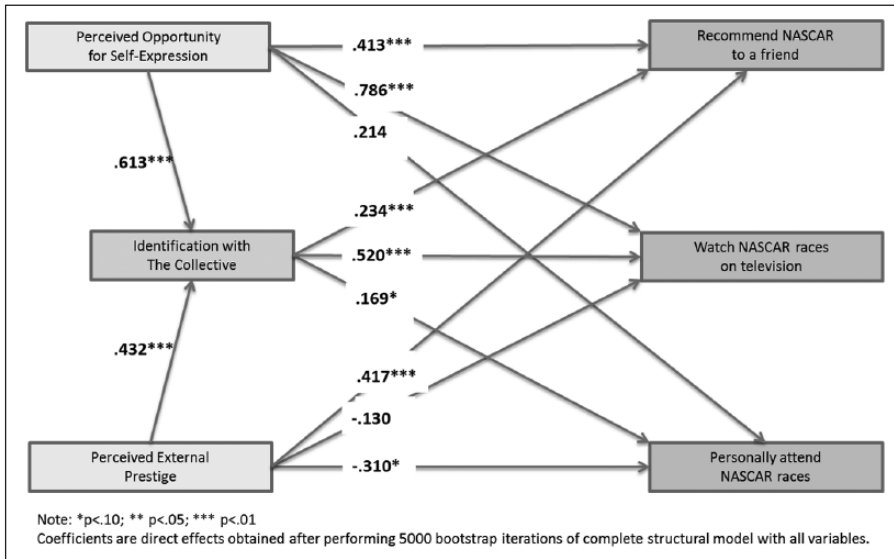 Perceived Opportunity
for Self-Expression
Recommend NASCAR
to a friend
.413***
.786***
.214
.613***
.234***
Identification with
The Collective
.520***
Watch NASCAR races
on television
.169*
.432***
.417***
-.130
Perceived External
Prestige
-.310*
Personally attend
NASCAR races
Note: *p<.10; ** p<.05; *** p<.01
Coefficients are direct effects obtained after performing 5000 bootstrap iterations of complete structural model with all variables.